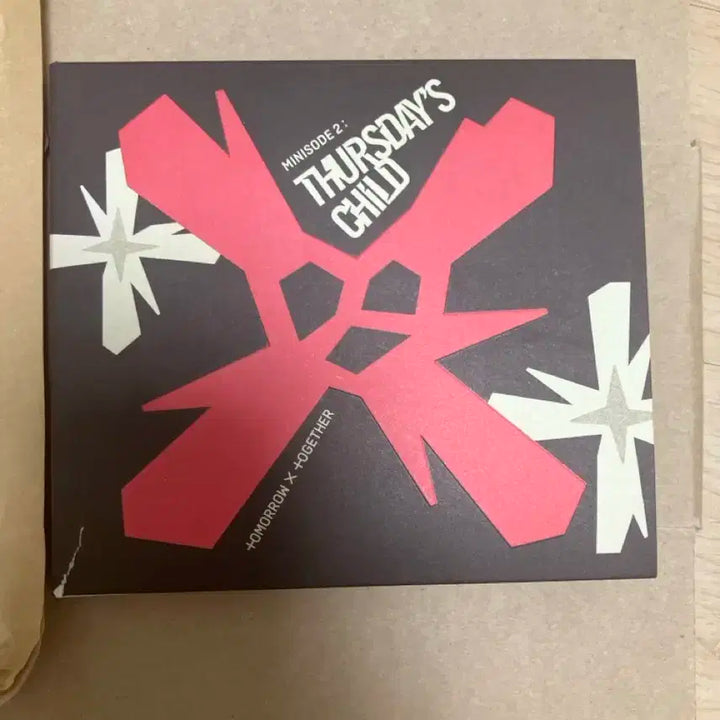 MINISODE 2:
THURSDAY'S
CHILD
tOMORROW X tOGETHER